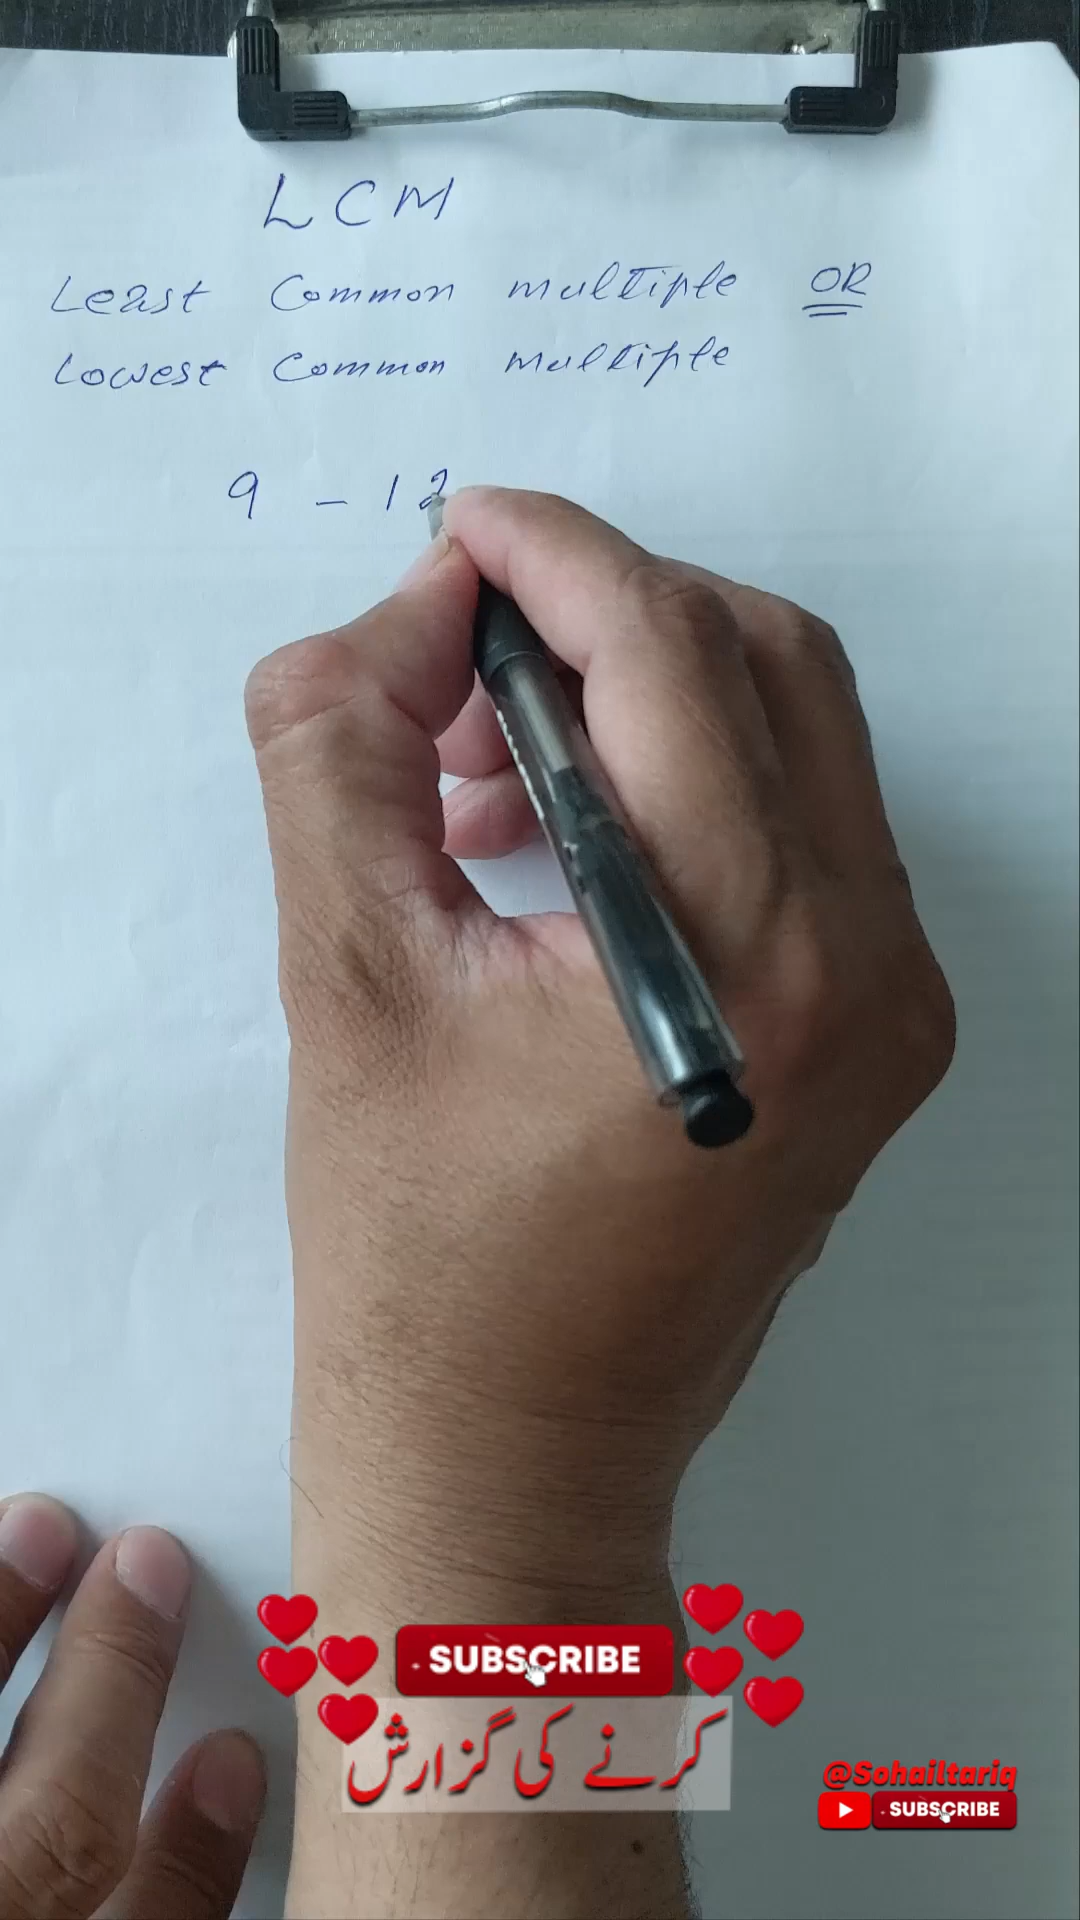 LCM
Least Common multiple OR
Lowest Common multiple
9 - 12
SUBSCRIBE
کرنے کی گزارش
@Sohailtariq
SUBSCRIBE